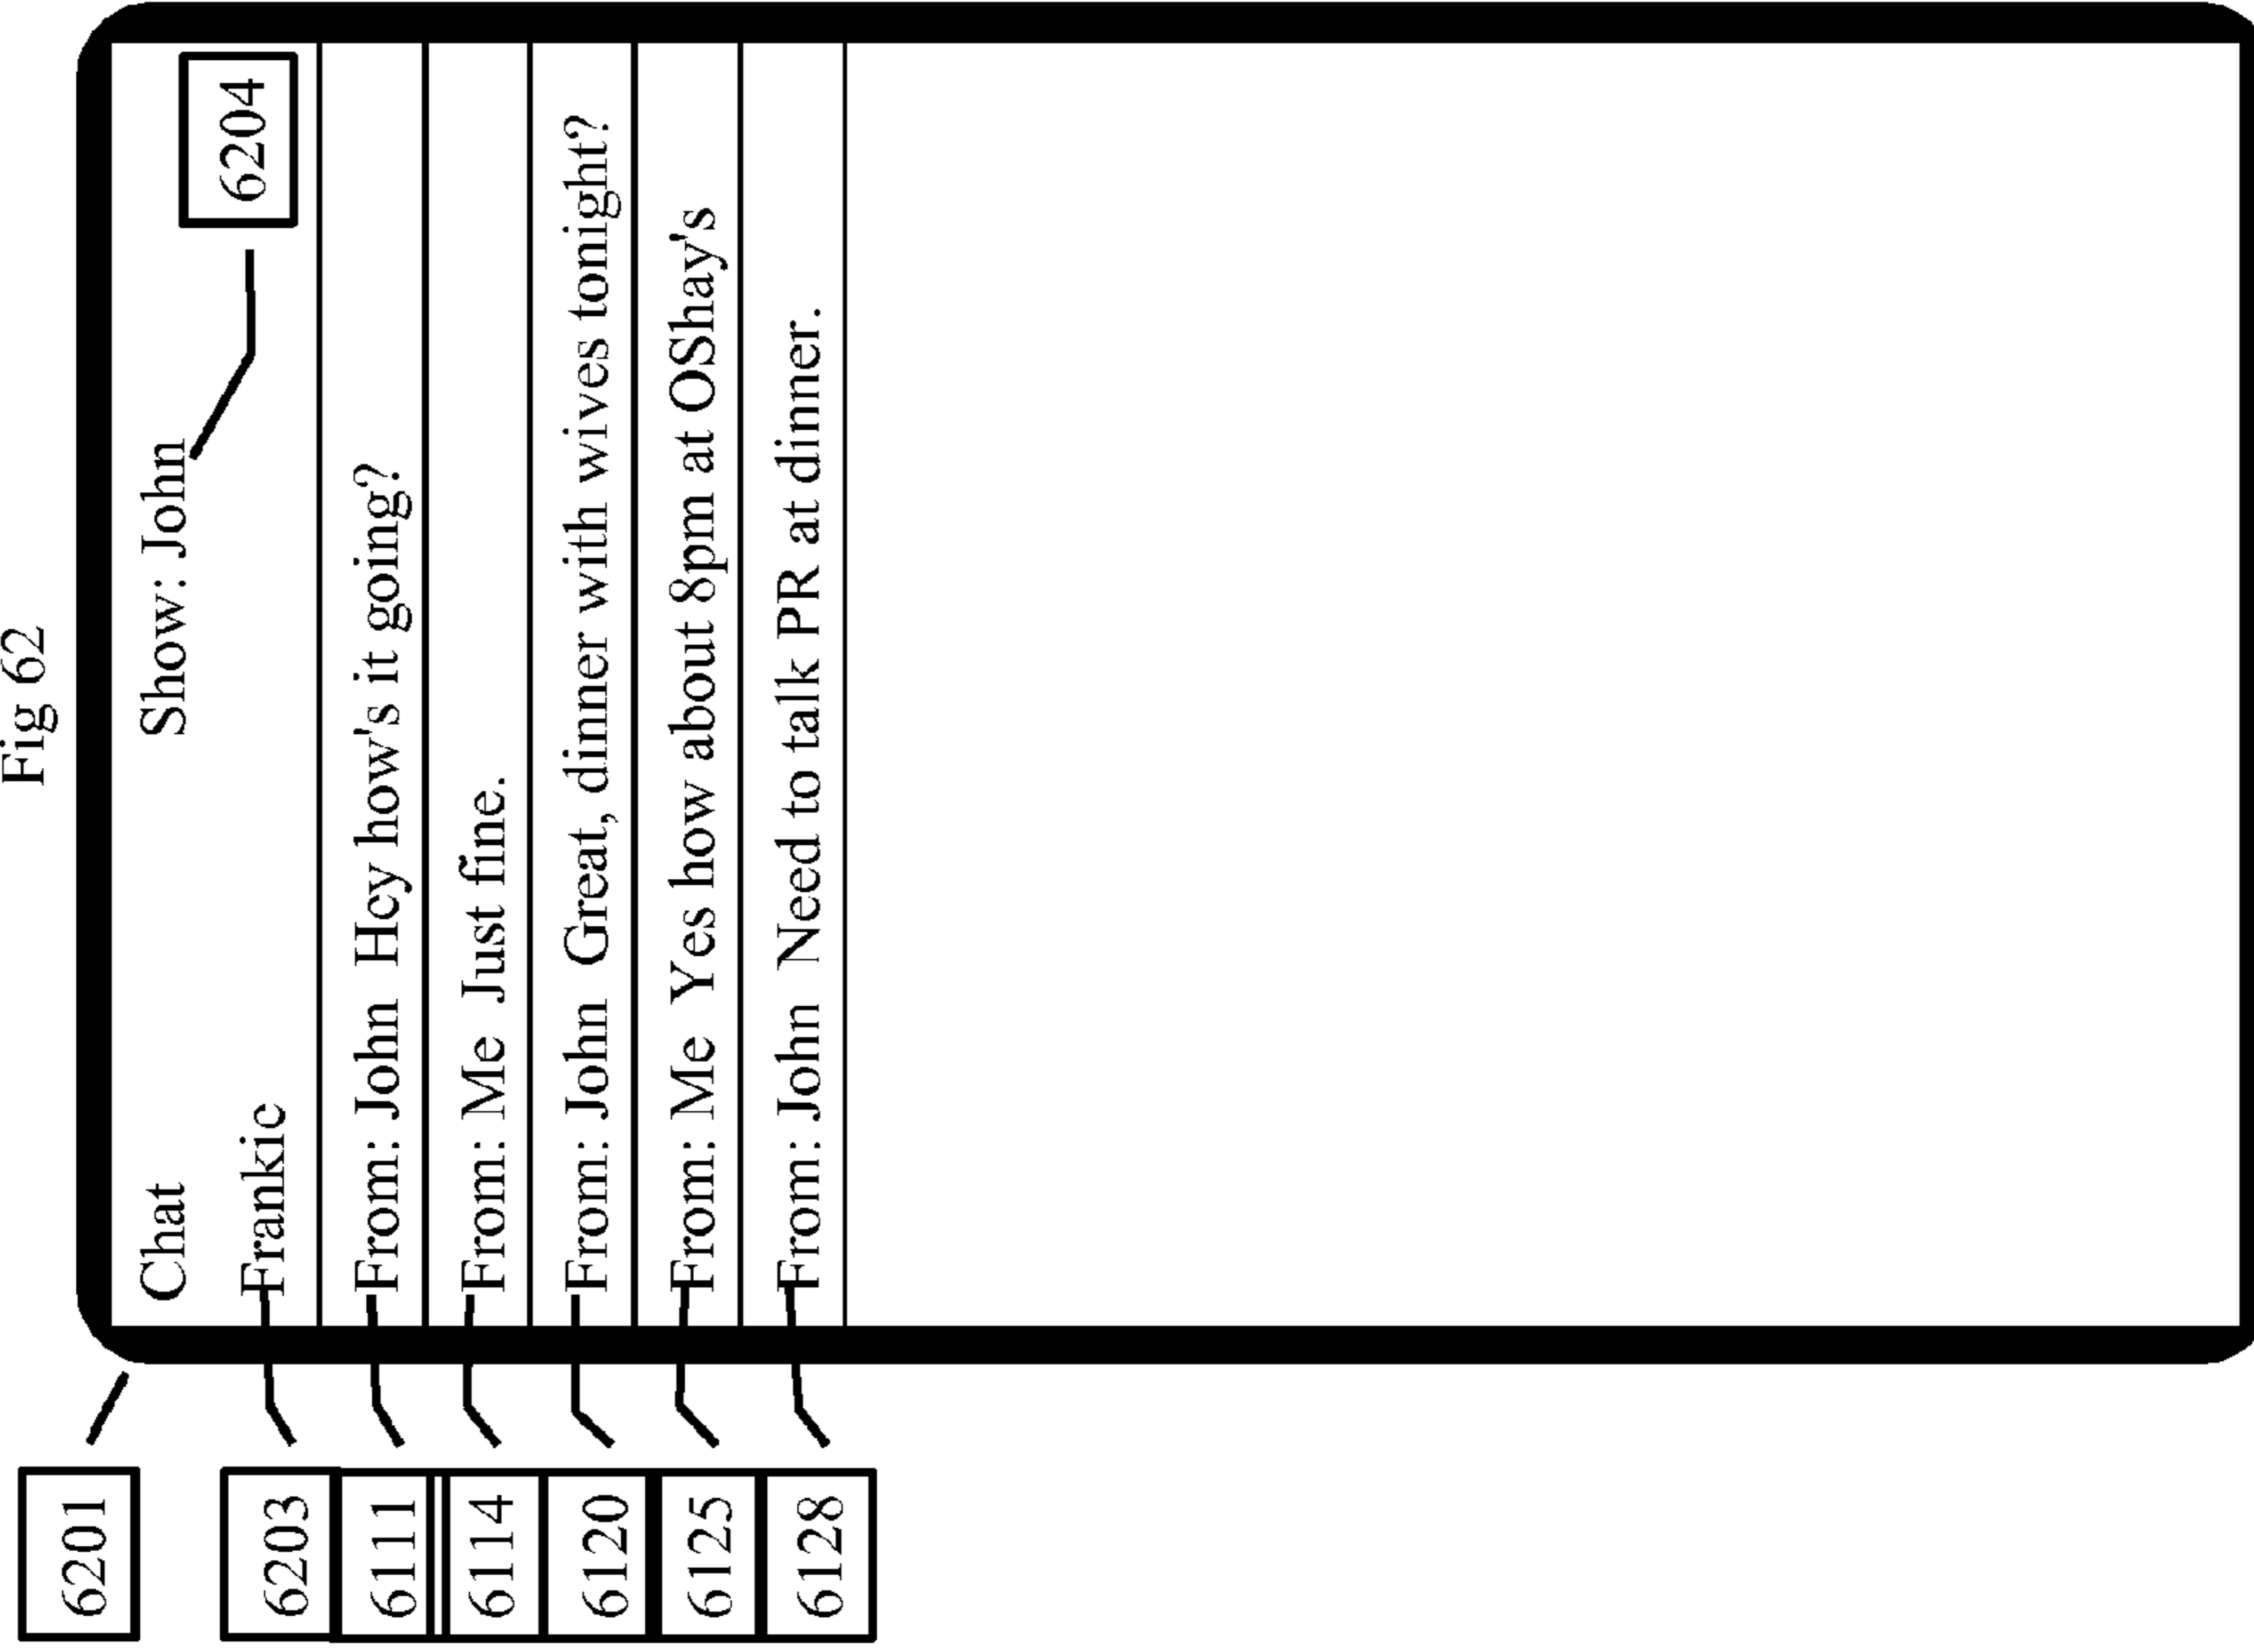 Fig 62
6201
Chat Show: John
6204
6203 Frankie
6111 From: John Hey how's it going?
6114 From: Me Just fine.
6120 From: John Great, dinner with wives tonight?
6125 From: Me Yes how about 8pm at OShay's
6128 From: John Need to talk PR at dinner.